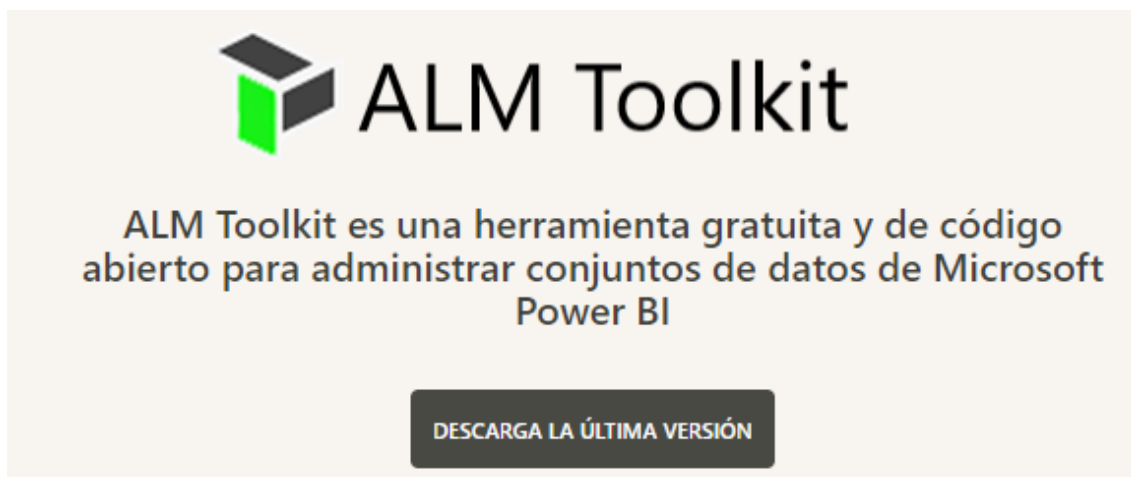 ALM Toolkit
ALM Toolkit es una herramienta gratuita y de código
abierto para administrar conjuntos de datos de Microsoft
Power BI
DESCARGA LA ÚLTIMA VERSIÓN